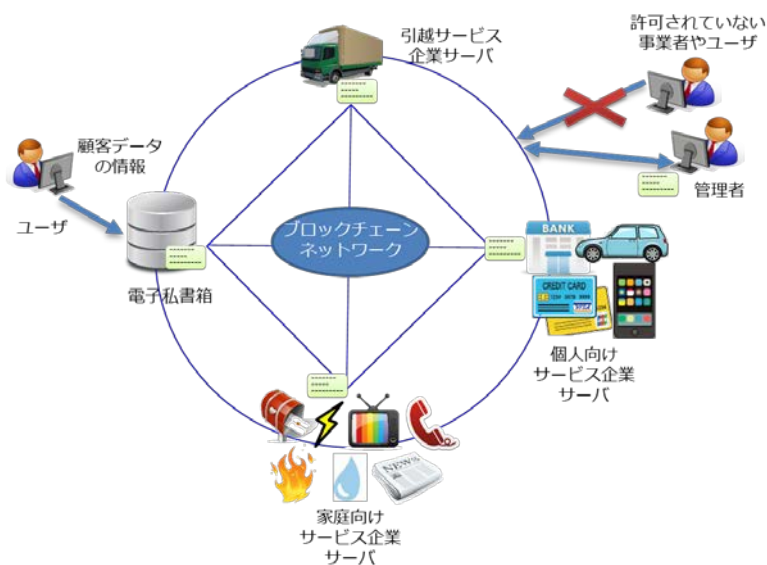 引越サービス
企業サーバ
許可されていない
事業者やユーザ
顧客データ
の情報
管理者
ユーザ
BANK
ブロックチェーン
ネットワーク
CREDIT CARD
VISA
電子私書箱
個人向け
サービス企業
サーバ
NEWS
家庭向け
サービス企業
サーバ